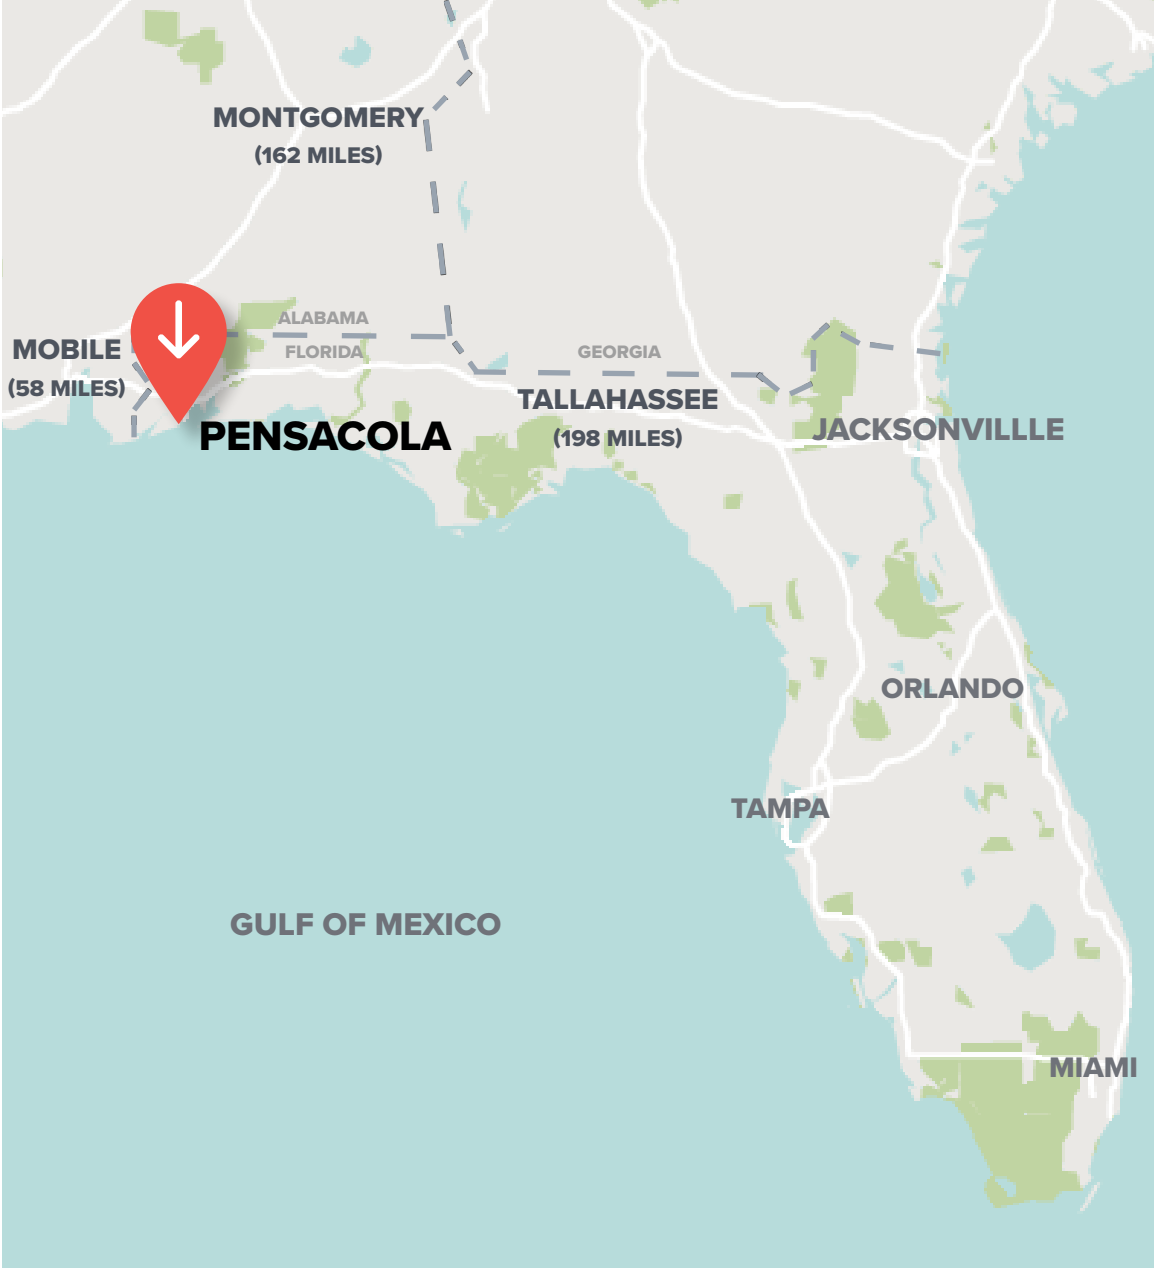 MONTGOMERY
(162 MILES)
ALABAMA
MOBILE
(58 MILES)
FLORIDA
GEORGIA
PENSACOLA
TALLAHASSEE
(198 MILES)
JACKSONVILLLE
ORLANDO
TAMPA
GULF OF MEXICO
MIAMI